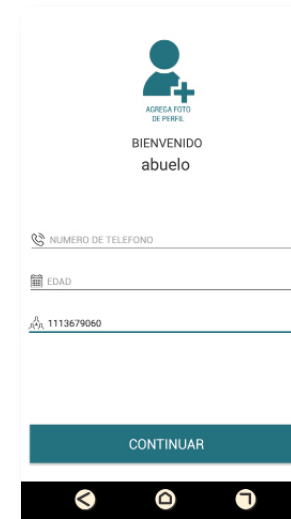 AGREGA FOTO
DE PERFIL
BIENVENIDO
abuelo
NUMERO DE TELEFONO
EDAD
1113679060
CONTINUAR